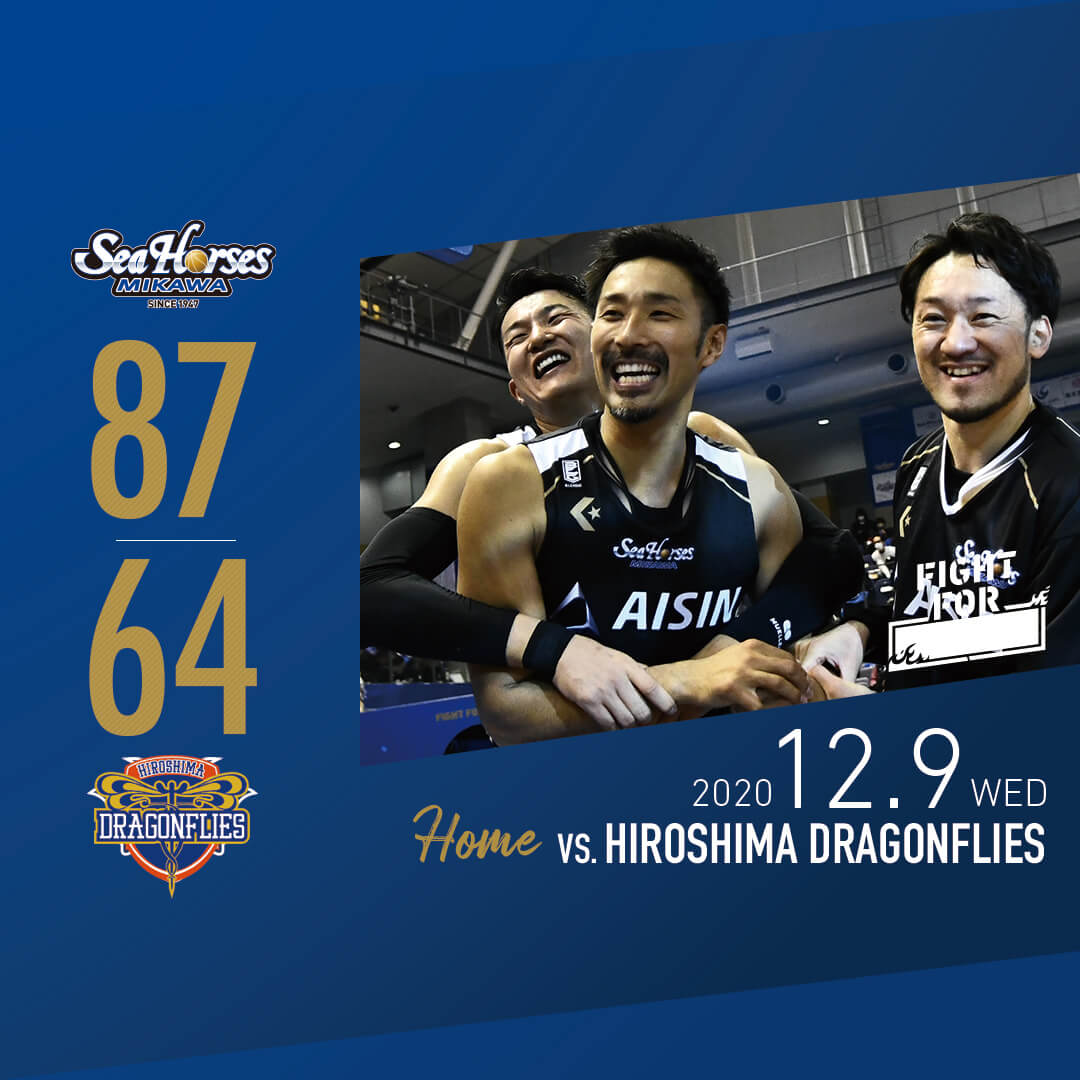 SeaHorses
MIKAWA
SINCE 1947
87
64
HIROSHIMA
DRAGONFLIES
SeaHorses
MIKAWA
AISIN
FIGHT
FOR
2020 12.9 WED
Home vs. HIROSHIMA DRAGONFLIES